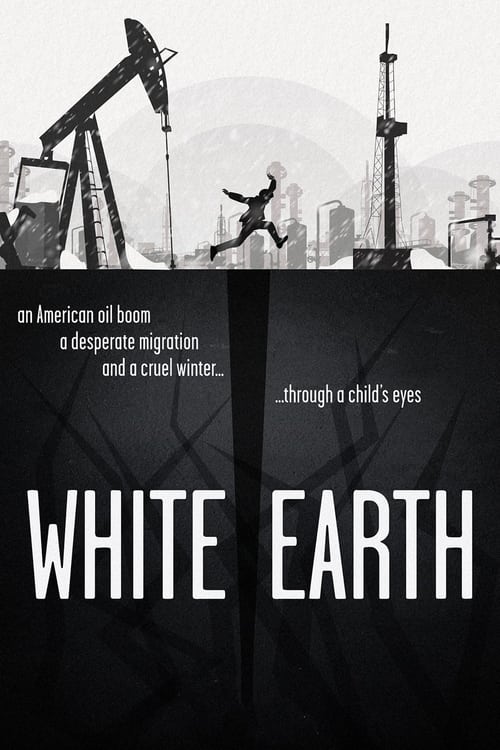 an American oil boom
a desperate migration
and a cruel winter...
...through a child's eyes
WHITE EARTH